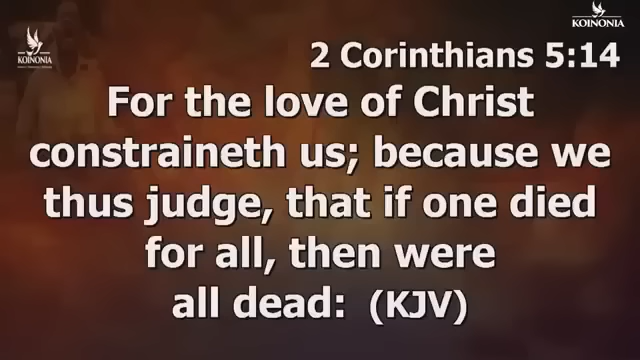 KOINONIA
KOINONIA
2 Corinthians 5:14
For the love of Christ
constraineth us; because we
thus judge, that if one died
for all, then were
all dead: (KJV)